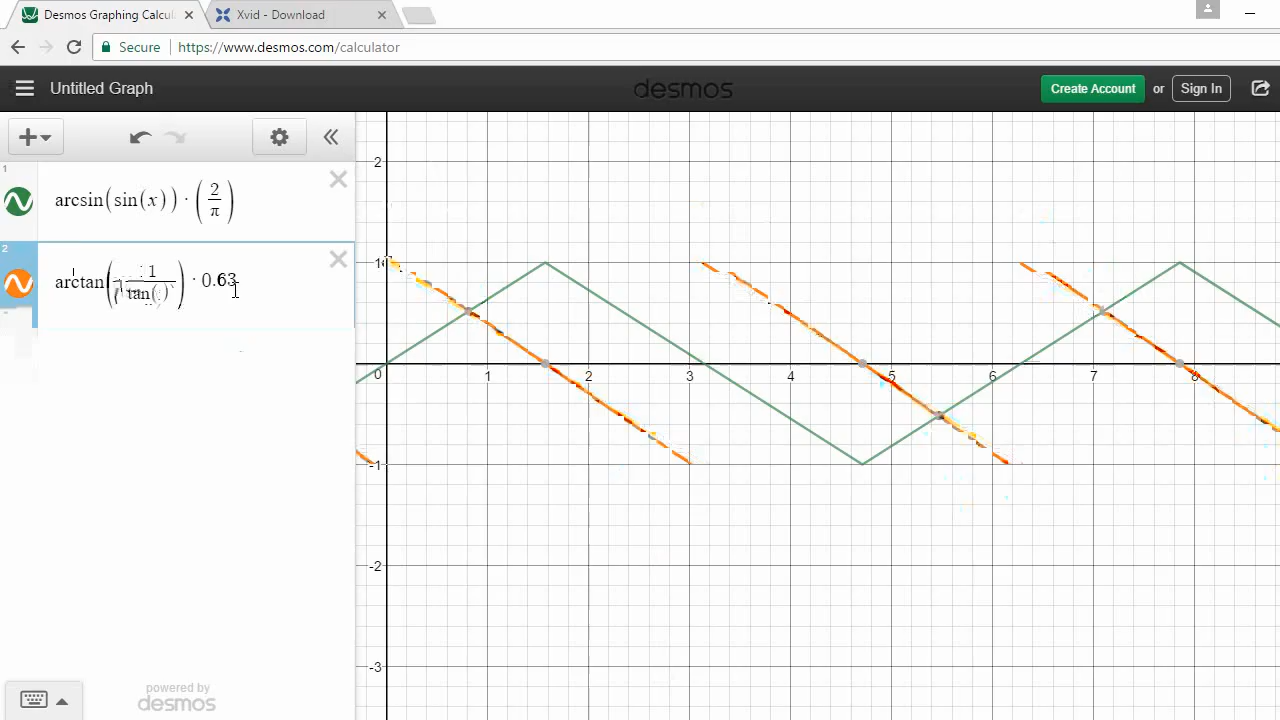 Desmos Graphing Calcul
Xvid - Download
Secure https://www.desmos.com/calculator
Untitled Graph
desmos
Create Account or Sign In
1
arcsin(sin(x)) · (2/π)
2
arctan(1/tan( )) · 0.63
2
1
0 1 2 3 4 5 6 7 8
-1
-2
-3
powered by
desmos